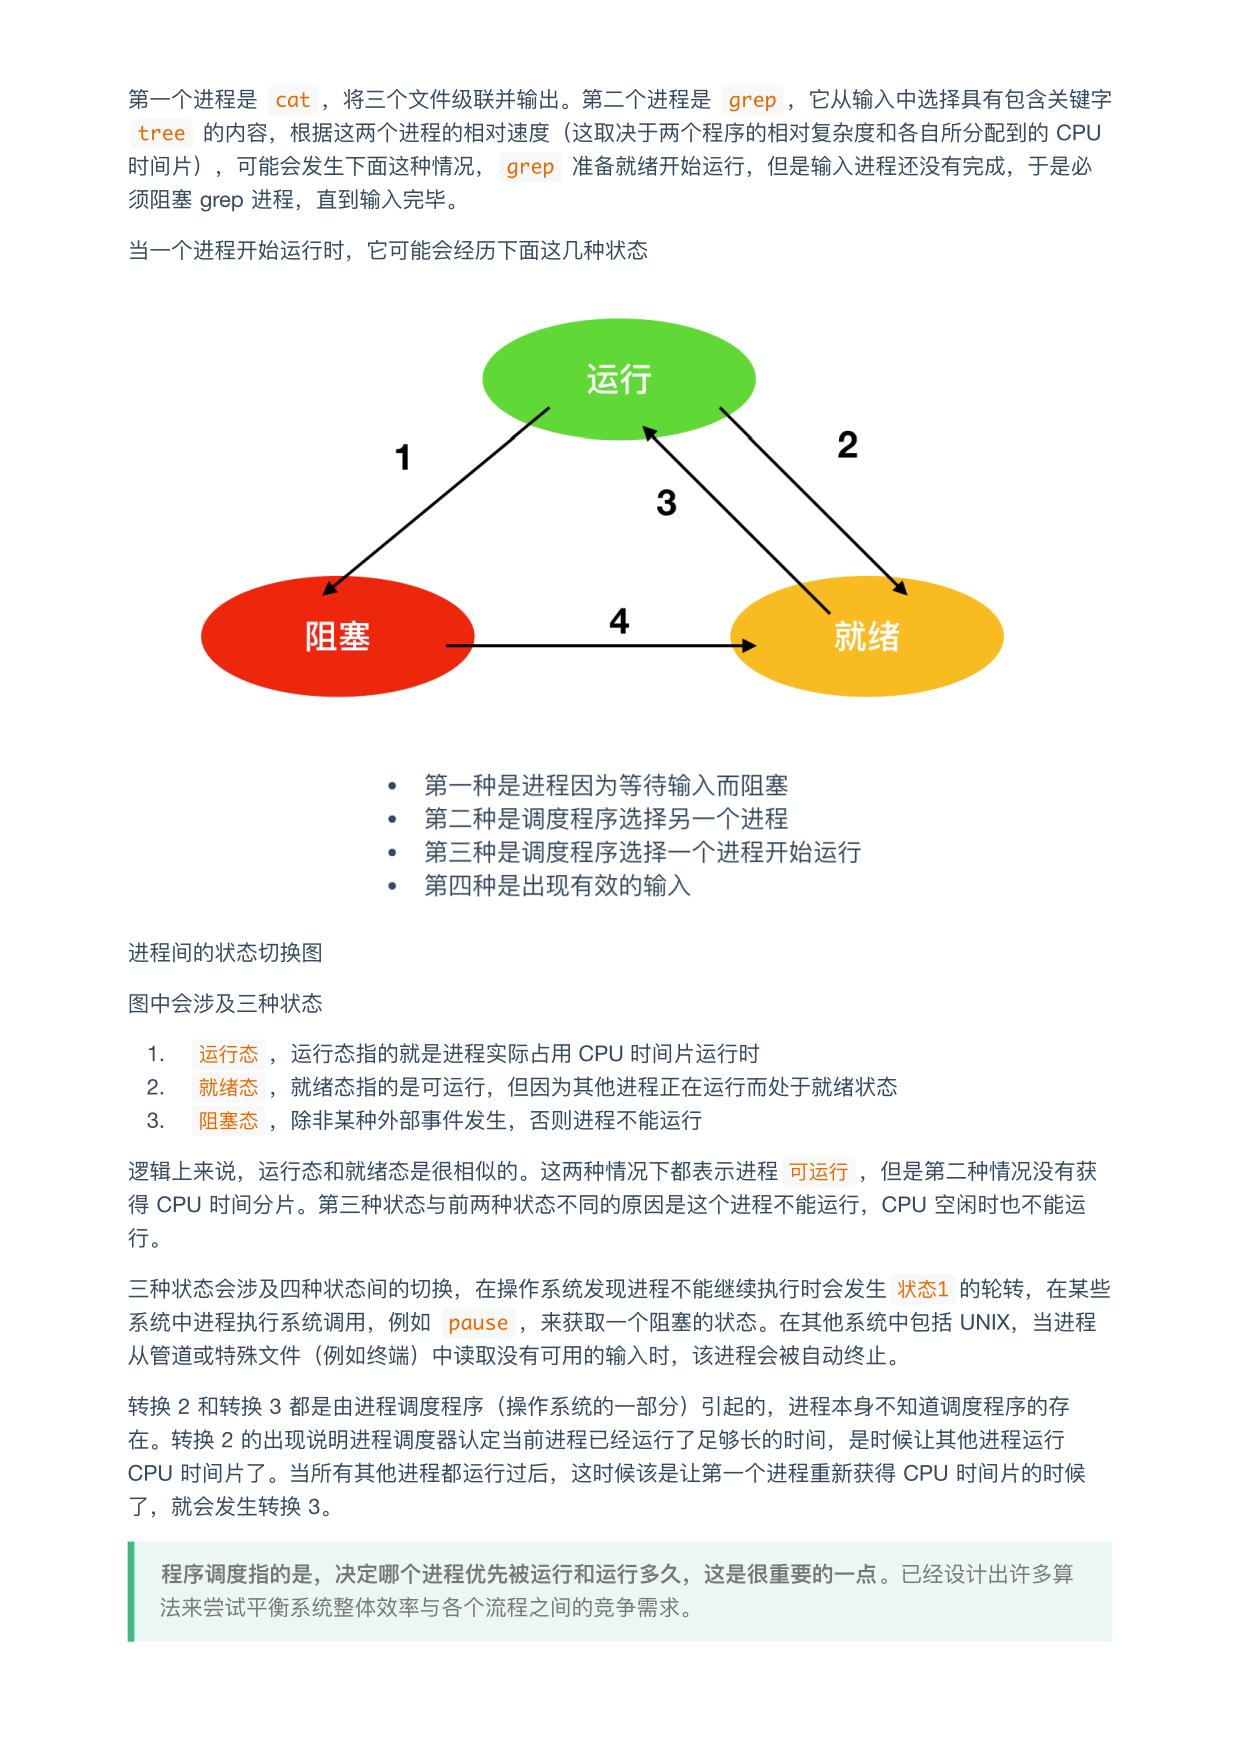 第一个进程是 cat ，将三个文件级联并输出。第二个进程是 grep ，它从输入中选择具有包含关键字
tree 的内容，根据这两个进程的相对速度（这取决于两个程序的相对复杂度和各自所分配到的 CPU
时间片），可能会发生下面这种情况， grep 准备就绪开始运行，但是输入进程还没有完成，于是必
须阻塞 grep 进程，直到输入完毕。
当一个进程开始运行时，它可能会经历下面这几种状态
运行
1
2
3
阻塞
4
就绪
• 第一种是进程因为等待输入而阻塞
• 第二种是调度程序选择另一个进程
• 第三种是调度程序选择一个进程开始运行
• 第四种是出现有效的输入
进程间的状态切换图
图中会涉及三种状态
1. 运行态 ，运行态指的就是进程实际占用 CPU 时间片运行时
2. 就绪态 ，就绪态指的是可运行，但因为其他进程正在运行而处于就绪状态
3. 阻塞态 ，除非某种外部事件发生，否则进程不能运行
逻辑上来说，运行态和就绪态是很相似的。这两种情况下都表示进程 可运行 ，但是第二种情况没有获
得 CPU 时间分片。第三种状态与前两种状态不同的原因是这个进程不能运行，CPU 空闲时也不能运
行。
三种状态会涉及四种状态间的切换，在操作系统发现进程不能继续执行时会发生 状态1 的轮转，在某些
系统中进程执行系统调用，例如 pause ，来获取一个阻塞的状态。在其他系统中包括 UNIX，当进程
从管道或特殊文件（例如终端）中读取没有可用的输入时，该进程会被自动终止。
转换 2 和转换 3 都是由进程调度程序（操作系统的一部分）引起的，进程本身不知道调度程序的存
在。转换 2 的出现说明进程调度器认定当前进程已经运行了足够长的时间，是时候让其他进程运行
CPU 时间片了。当所有其他进程都运行过后，这时候该是让第一个进程重新获得 CPU 时间片的时候
了，就会发生转换 3。
程序调度指的是，决定哪个进程优先被运行和运行多久，这是很重要的一点。已经设计出许多算
法来尝试平衡系统整体效率与各个流程之间的竞争需求。